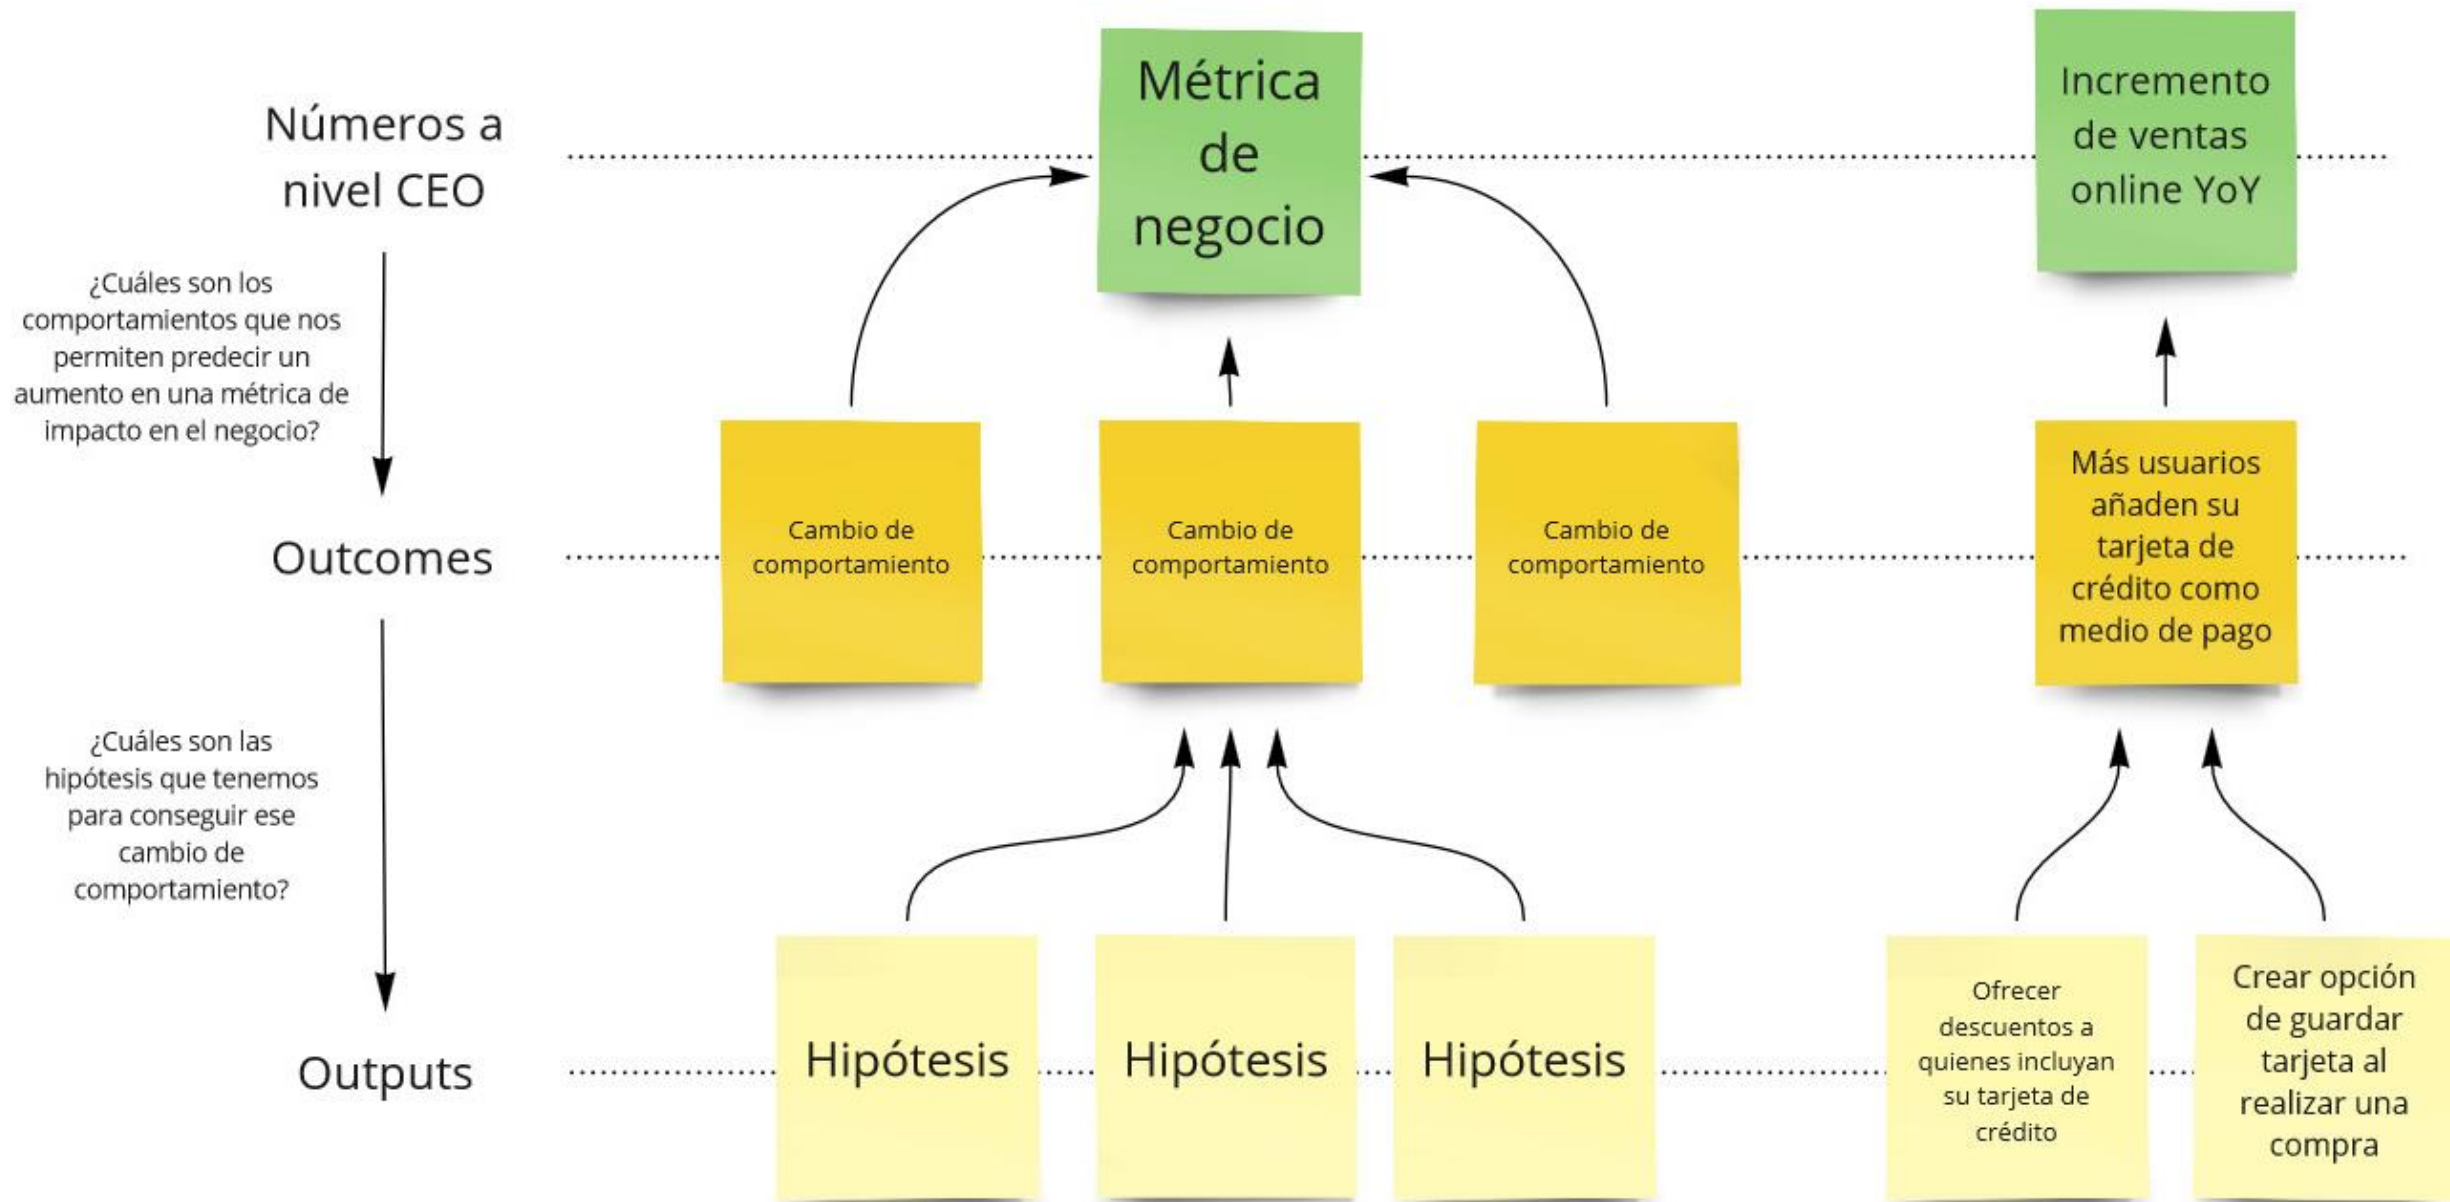 Números a
nivel CEO
Métrica
de
negocio
Incremento
de ventas
online YoY
¿Cuáles son los
comportamientos que nos
permiten predecir un
aumento en una métrica de
impacto en el negocio?
Outcomes
Cambio de
comportamiento
Cambio de
comportamiento
Cambio de
comportamiento
Más usuarios
añaden su
tarjeta de
crédito como
medio de pago
¿Cuáles son las
hipótesis que tenemos
para conseguir ese
cambio de
comportamiento?
Outputs
Hipótesis
Hipótesis
Hipótesis
Ofrecer
descuentos a
quienes incluyan
su tarjeta de
crédito
Crear opción
de guardar
tarjeta al
realizar una
compra